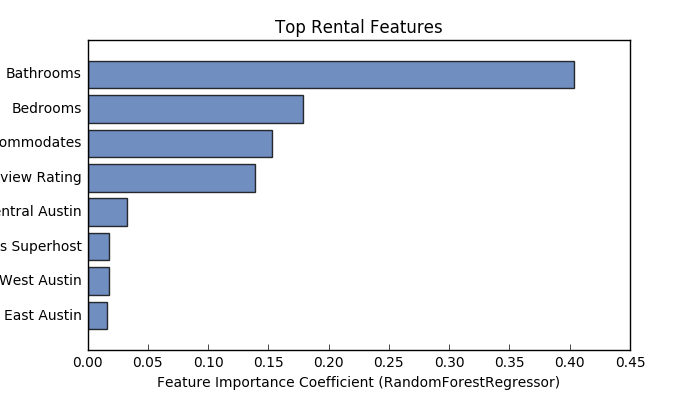 Top Rental Features
Bathrooms
Bedrooms
ommodates
view Rating
entral Austin
s Superhost
West Austin
East Austin
0.00 0.05 0.10 0.15 0.20 0.25 0.30 0.35 0.40 0.45
Feature Importance Coefficient (RandomForestRegressor)